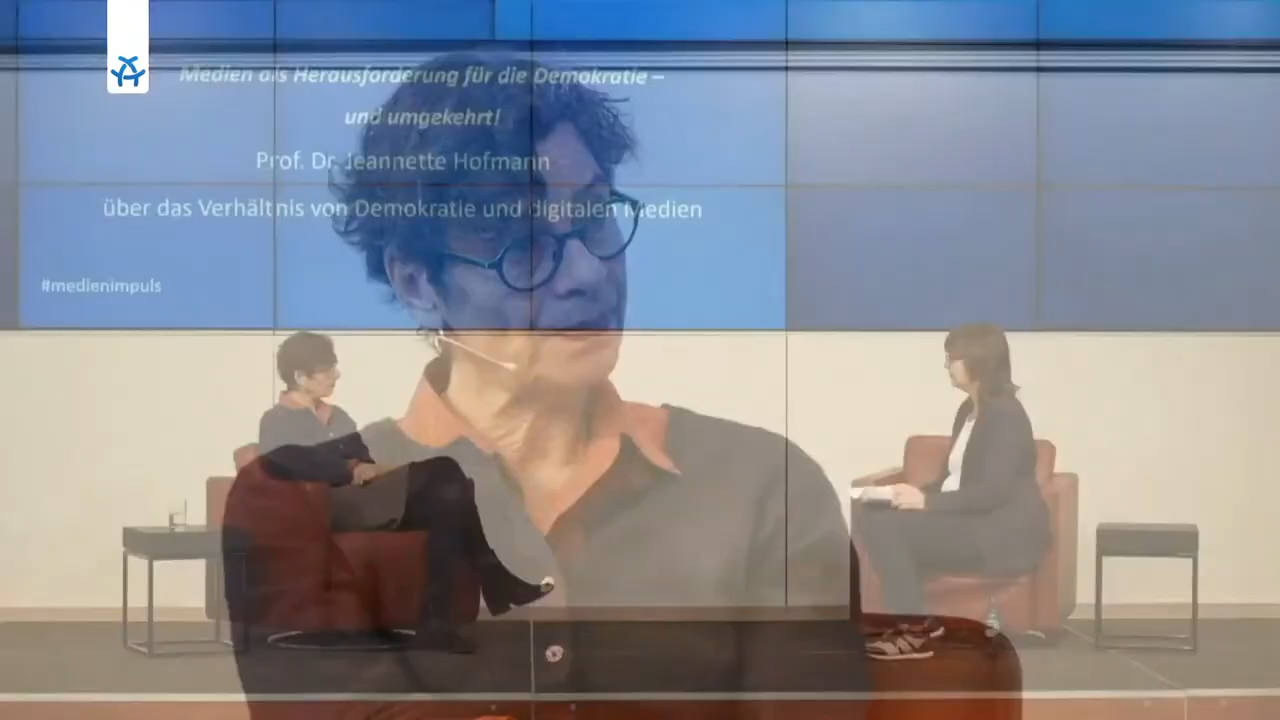 Medien als Herausforderung für die Demokratie –
und umgekehrt!
Prof. Dr. Jeannette Hofmann
über das Verhältnis von Demokratie und digitalen Medien
#medienimpuls